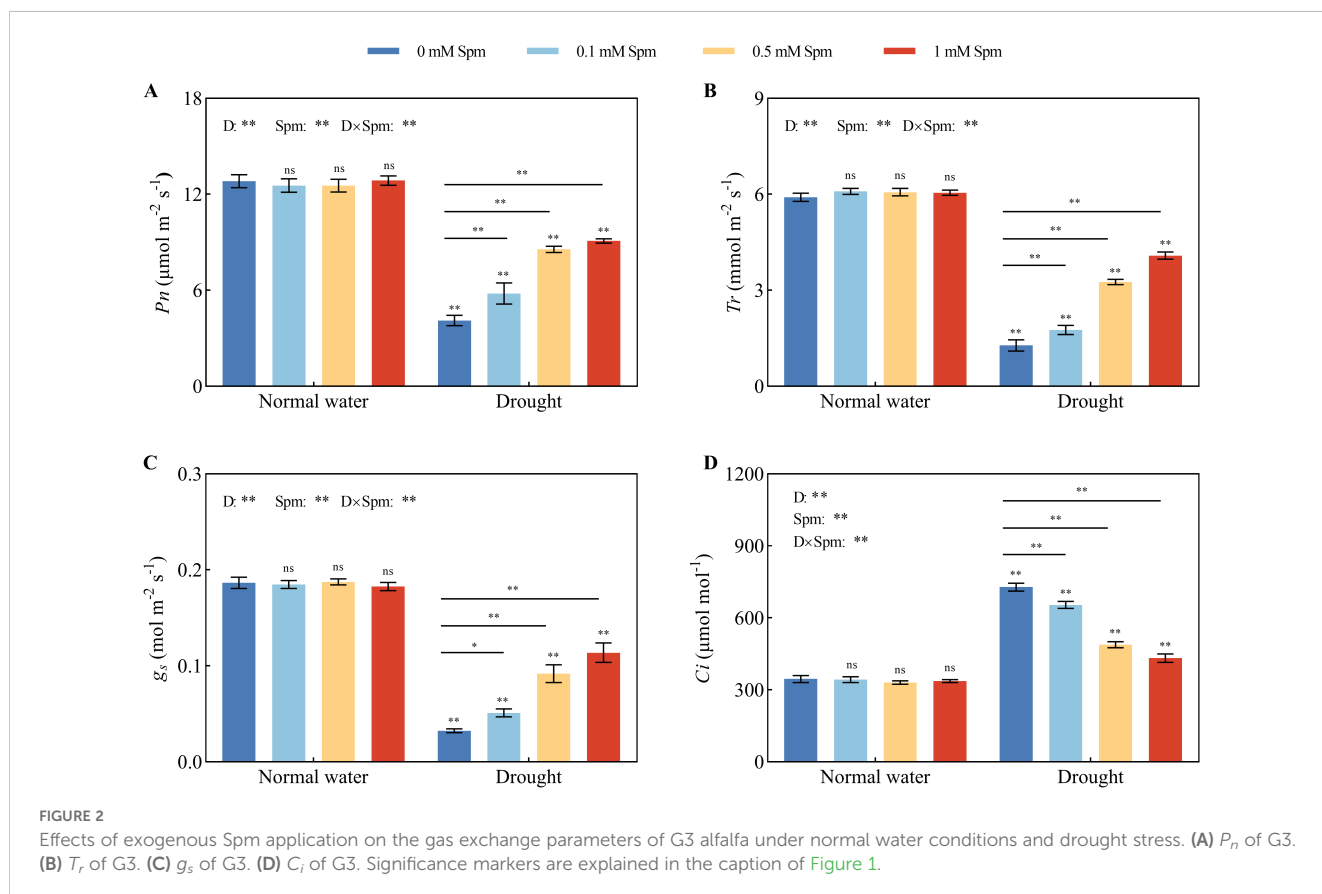 0 mM Spm 0.1 mM Spm 0.5 mM Spm 1 mM Spm
A
18
12
6
0
Pn (μmol m⁻² s⁻¹)
D: ** Spm: ** D×Spm: **
ns ns ns
**
**
**
** ** ** **
Normal water Drought
B
9
6
3
0
Tr (mmol m⁻² s⁻¹)
D: ** Spm: ** D×Spm: **
ns ns ns
**
**
**
** ** ** **
Normal water Drought
C
0.3
0.2
0.1
0.0
gs (mol m⁻² s⁻¹)
D: ** Spm: ** D×Spm: **
ns ns ns
**
**
*
** ** ** **
Normal water Drought
D
1200
900
600
300
0
Ci (μmol mol⁻¹)
D: **
Spm: **
D×Spm: **
ns ns ns
**
**
**
** ** ** **
Normal water Drought
FIGURE 2
Effects of exogenous Spm application on the gas exchange parameters of G3 alfalfa under normal water conditions and drought stress. (A) Pn of G3.
(B) Tr of G3. (C) gs of G3. (D) Ci of G3. Significance markers are explained in the caption of Figure 1.